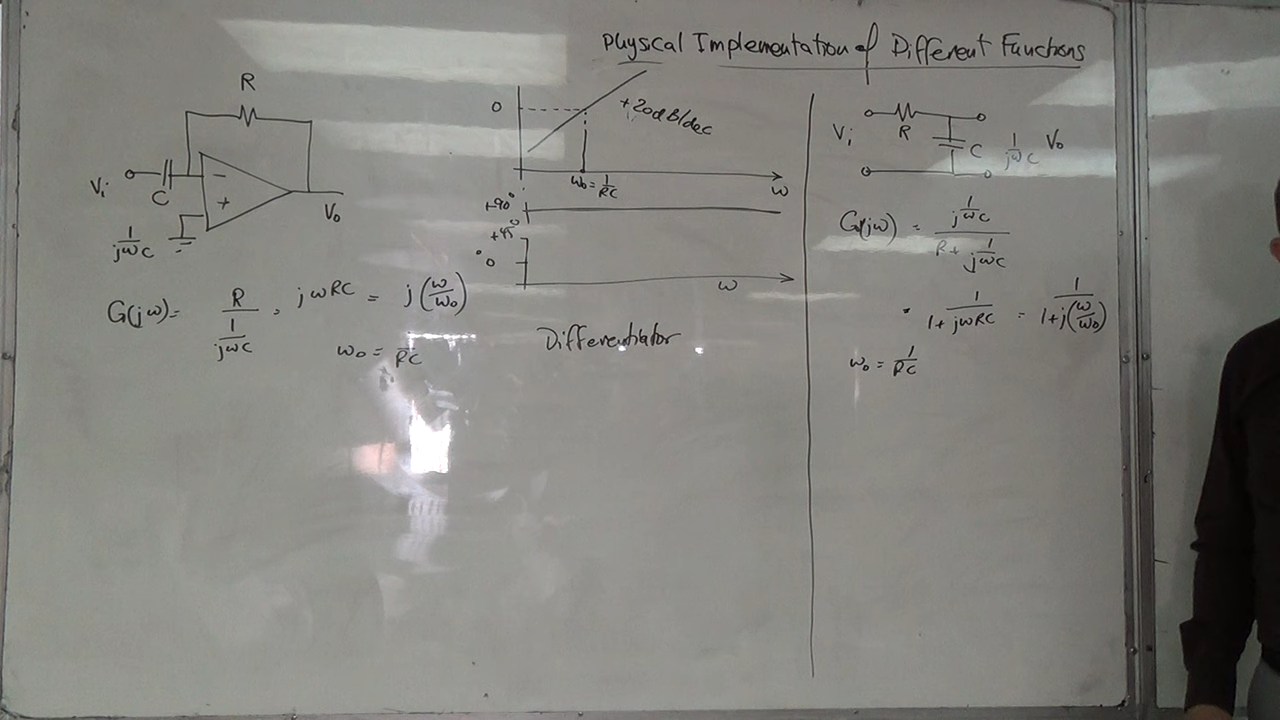 Physical Implementation of Different Functions
R
Vi
C
-
+
Vo
1/jωC
G(jω) = R / (1/jωC) = jωRC = j(ω/ω0)
ω0 = 1/RC
0
+20dB/dec
ω0 = 1/RC
ω
+90°
+45°
0°
ω
Differentiator
Vi
R
C
1/jωC
Vo
G(jω) = (1/jωC) / (R + 1/jωC)
= 1/(1+jωRC) = 1/(1+j(ω/ω0))
ω0 = 1/RC